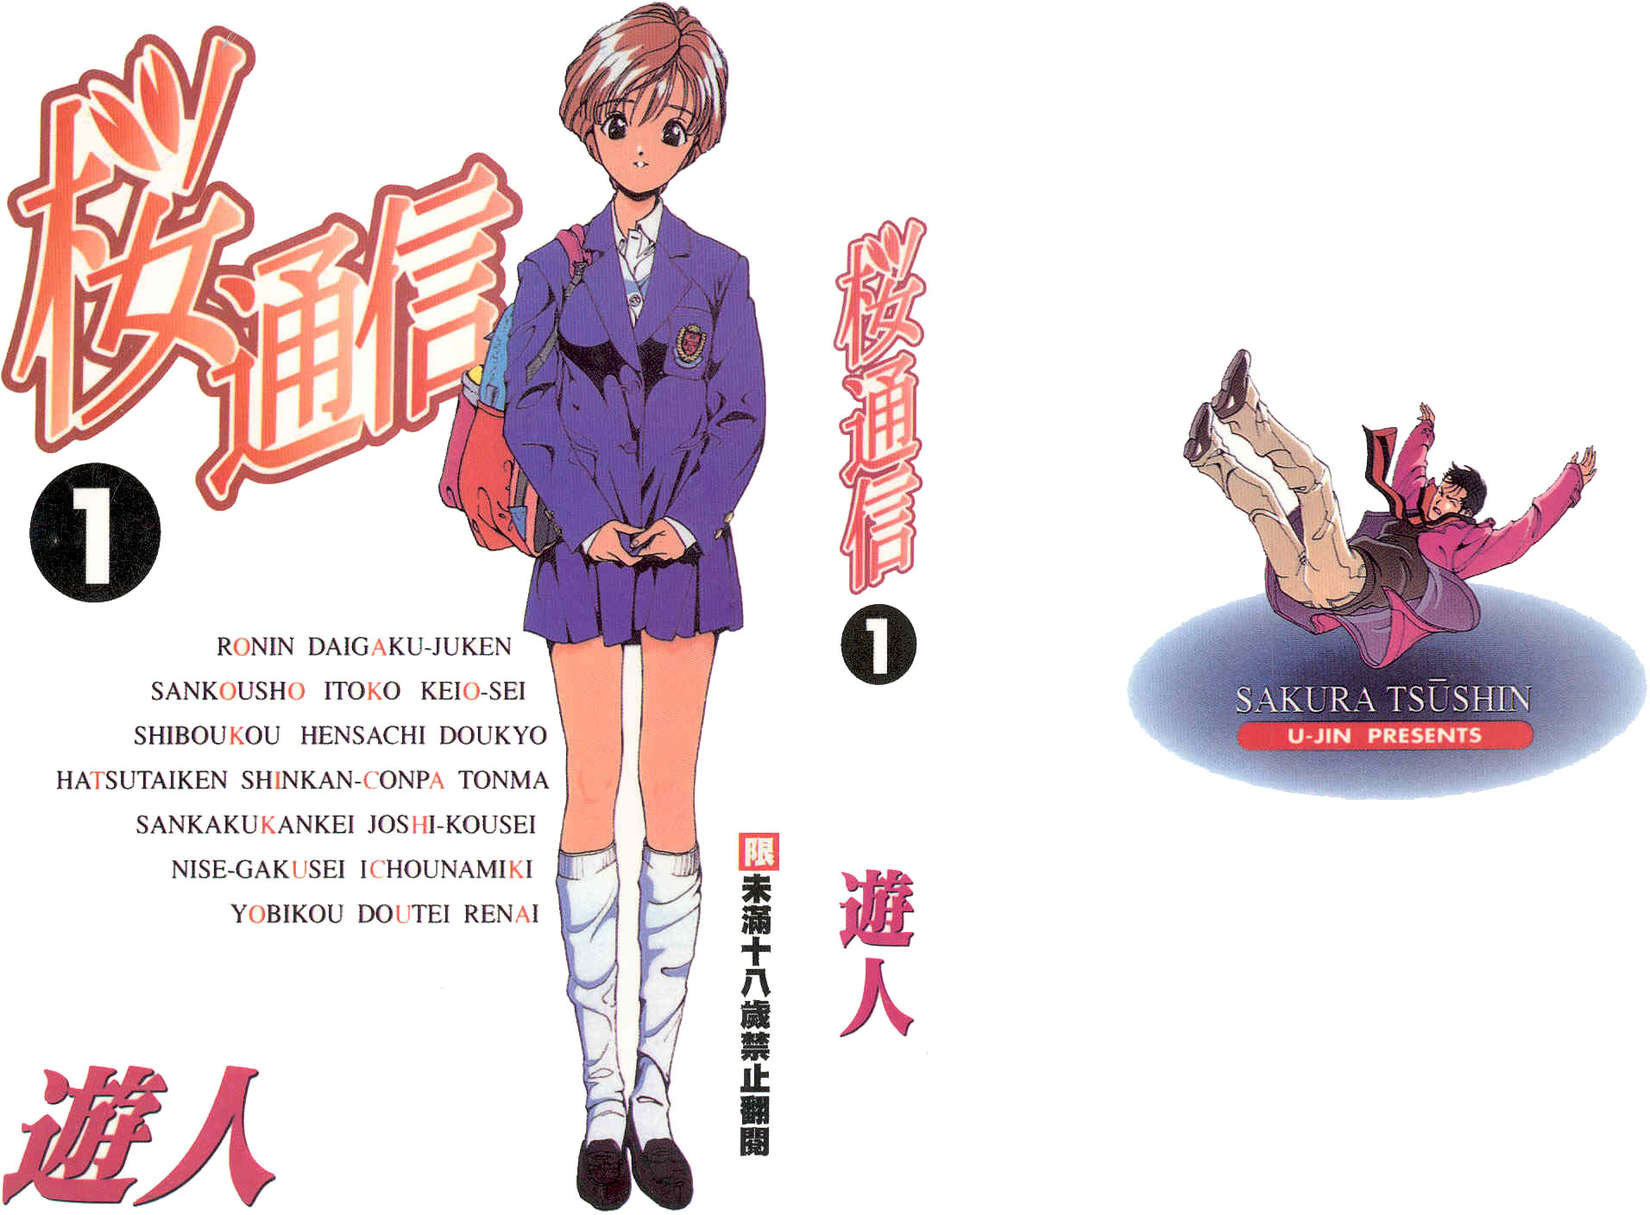 桜通信
1
RONIN DAIGAKU-JUKEN
SANKOUSHO ITOKO KEIO-SEI
SHIBOUKOU HENSACHI DOUKYO
HATSUTAIKEN SHINKAN-CONPA TONMA
SANKAKUKANKEI JOSHI-KOUSEI
NISE-GAKUSEI ICHOUNAMIKI
YOBIKOU DOUTEI RENAI
遊人
限
未滿十八歲禁止翻閱
桜通信
1
遊人
SAKURA TSŪSHIN
U-JIN PRESENTS